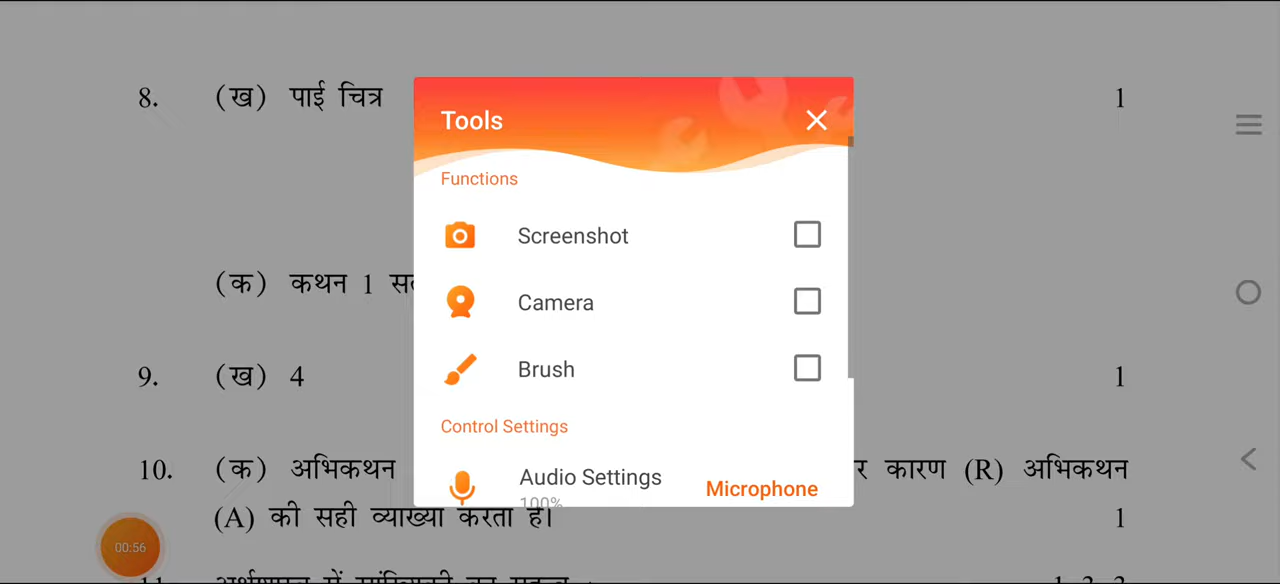 8. (ख) पाई चित्र 1
Tools
Functions
Screenshot
(क) कथन 1
Camera
Brush
9. (ख) 4 1
Control Settings
10. (क) अभिकथन कारण (R) अभिकथन
Audio Settings
Microphone
100%
(A) की सही व्याख्या करता है। 1
00:56